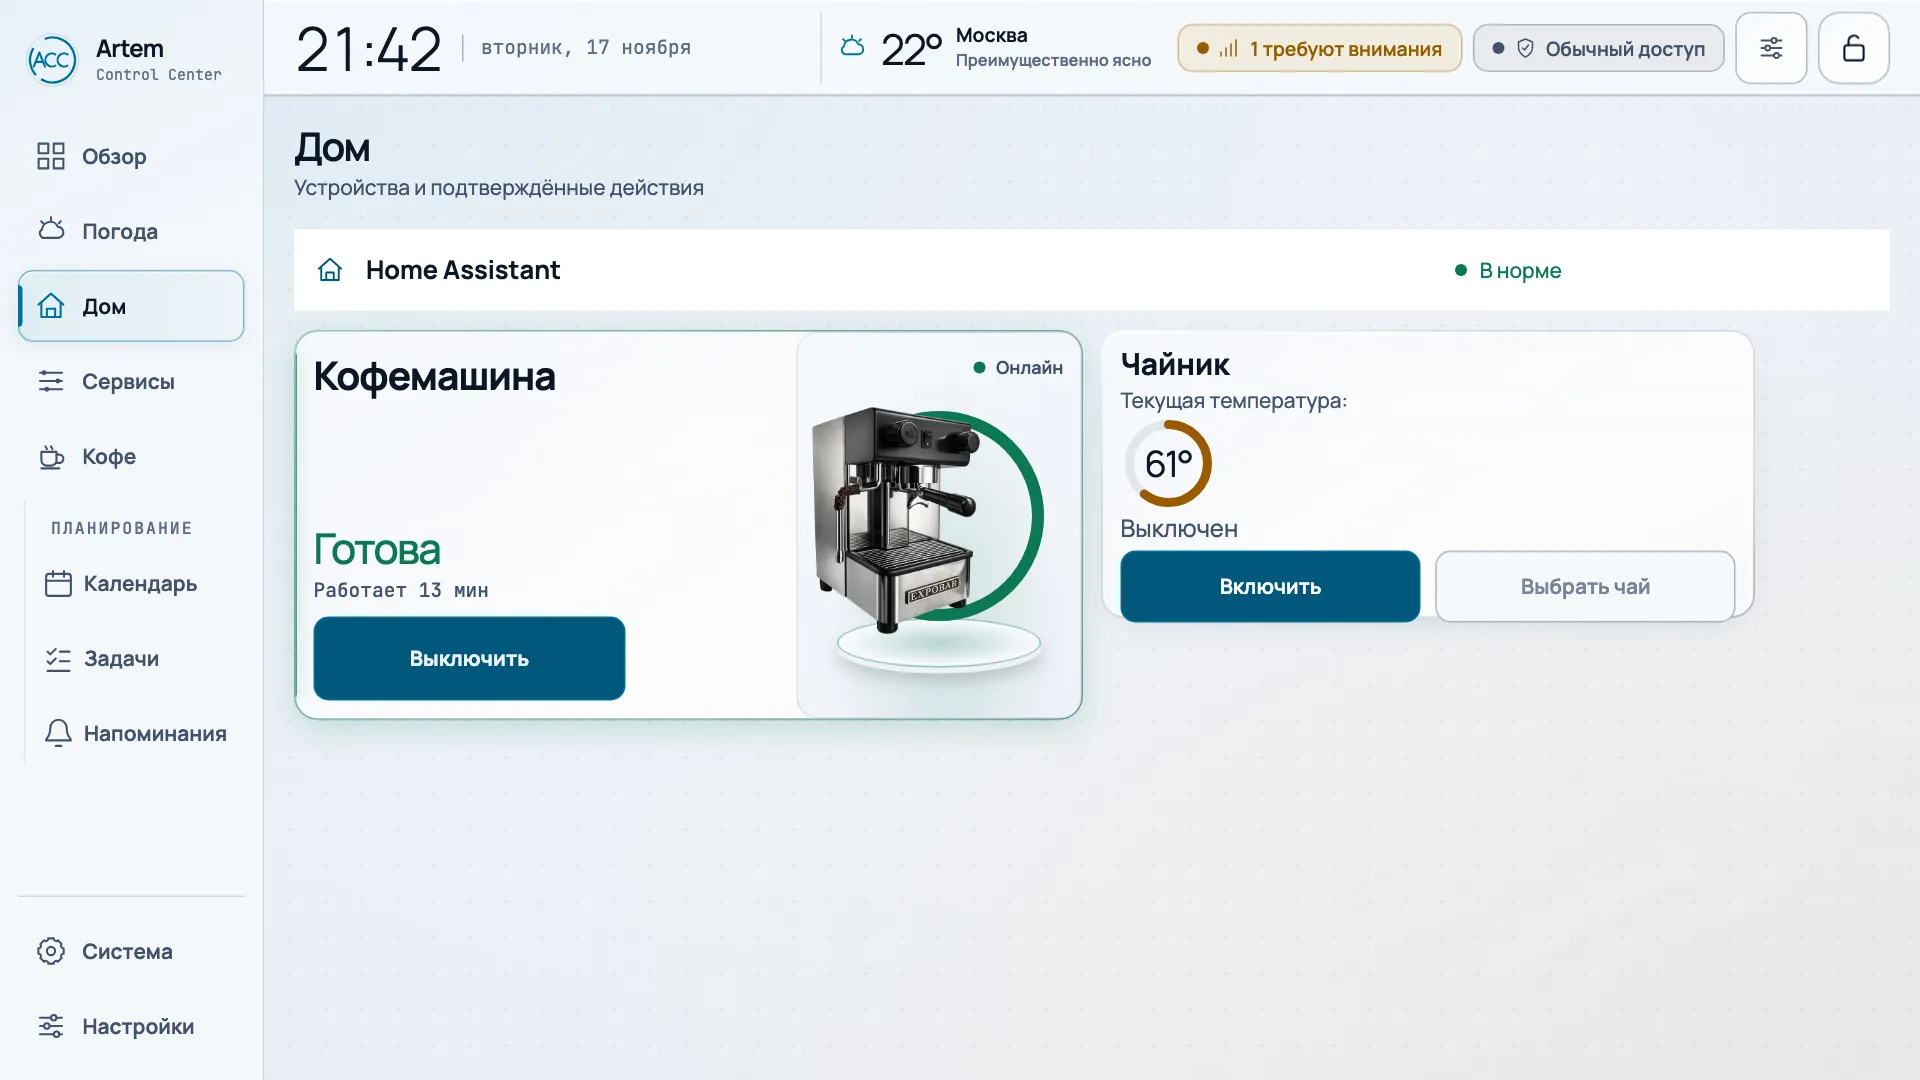 ACC
Artem
Control Center
Обзор
Погода
Дом
Сервисы
Кофе
ПЛАНИРОВАНИЕ
Календарь
Задачи
Напоминания
Система
Настройки
21:42
вторник, 17 ноября
22°
Москва
Преимущественно ясно
1 требуют внимания
Обычный доступ
Дом
Устройства и подтверждённые действия
Home Assistant
В норме
Кофемашина
Онлайн
EXPOBAR
Готова
Работает 13 мин
Выключить
Чайник
Текущая температура:
61°
Выключен
Включить
Выбрать чай